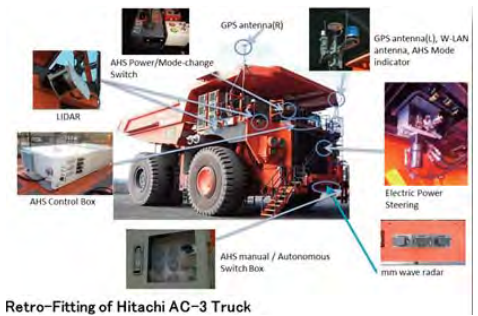 GPS antenna(R)
GPS antenna(L), W-LAN
antenna, AHS Mode
indicator
AHS Power/Mode-change
Switch
LIDAR
AHS Control Box
Electric Power
Steering
AHS manual / Autonomous
Switch Box
mm wave radar
Retro-Fitting of Hitachi AC-3 Truck